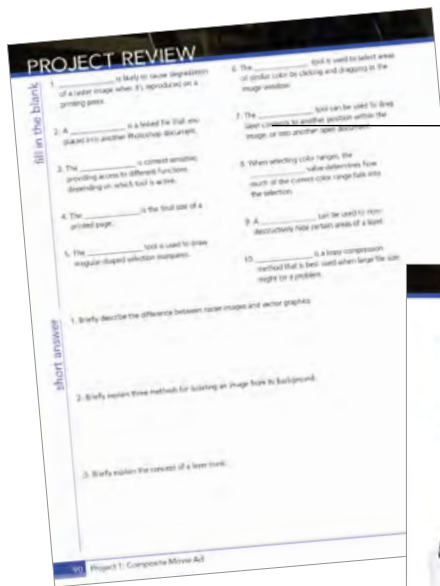 PROJECT REVIEW
fill in the blank
1. ____________ is likely to cause degradation
of a raster image when it's reproduced on a
printing press.
2. A ____________ is a linked file that you
placed into another Photoshop document.
3. The ____________ is context sensitive,
providing access to different functions
depending on which tool is active.
4. The ____________ is the final size of a
printed page.
5. The ____________ tool is used to draw
irregular-shaped selection marquees.
6. The ____________ tool is used to select areas
of similar color by clicking and dragging in the
image window.
7. The ____________ tool can be used to drag
layer contents to another position within the
image, or into another open document.
8. When selecting color ranges, the
____________ value determines how
much of the current color range falls into
the selection.
9. A ____________ can be used to non-
destructively hide certain areas of a layer.
10. ____________ is a lossy compression
method that is best used when large file size
might be a problem.
short answer
1. Briefly describe the difference between raster images and vector graphics.
2. Briefly explain three methods for isolating an image from its background.
3. Briefly explain the concept of a layer mask.
90 Project 1: Composite Movie Ad